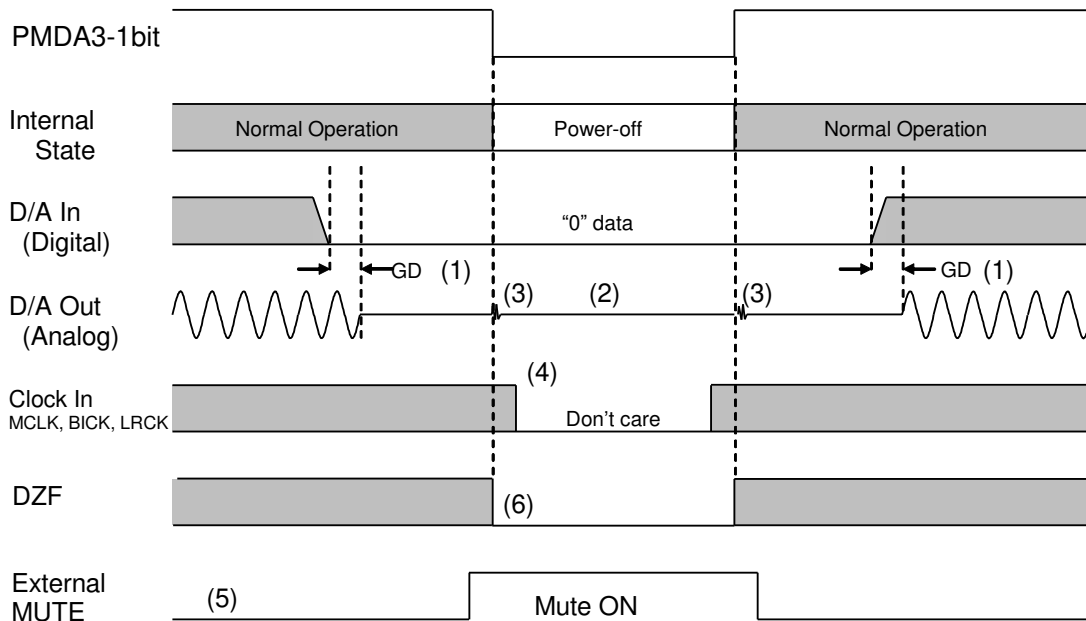 PMDA3-1bit
Internal
State
Normal Operation
Power-off
Normal Operation
D/A In
(Digital)
“0” data
GD (1)
GD (1)
D/A Out
(Analog)
(3)
(2)
(3)
(4)
Clock In
MCLK, BICK, LRCK
Don’t care
DZF
(6)
External
MUTE
(5)
Mute ON